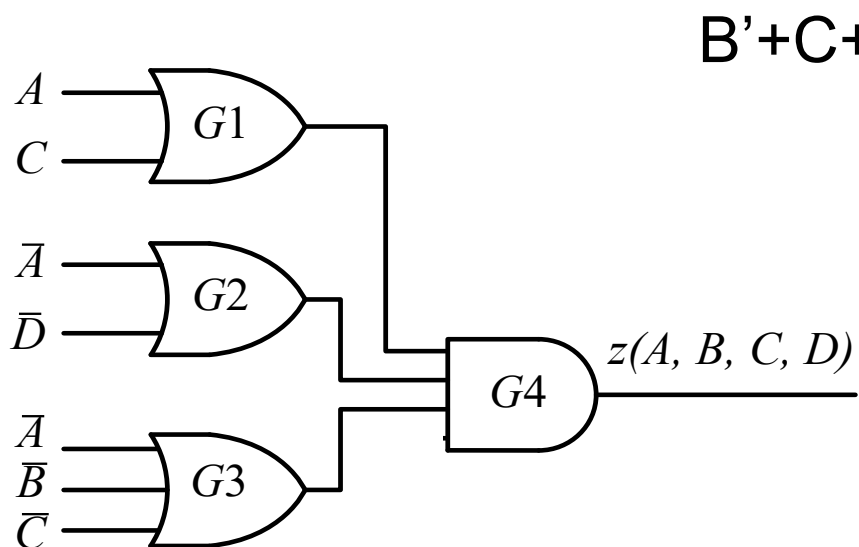 B’+C+
A
G1
C
A̅
G2
D̅
z(A, B, C, D)
G4
A̅
B̅
G3
C̅